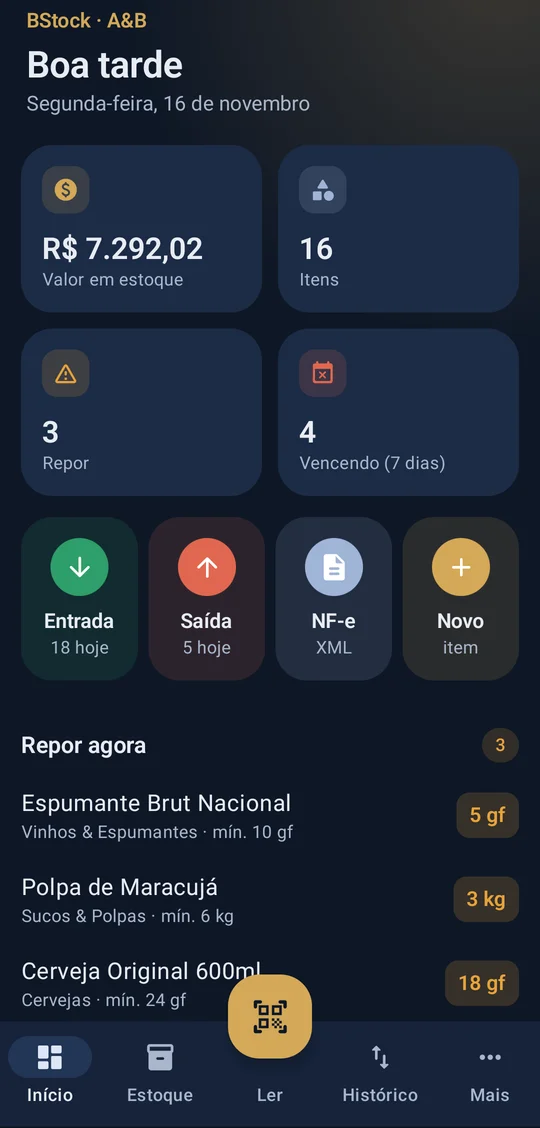 BStock · A&B
Boa tarde
Segunda-feira, 16 de novembro
R$ 7.292,02
Valor em estoque
16
Itens
3
Repor
4
Vencendo (7 dias)
Entrada
18 hoje
Saída
5 hoje
NF-e
XML
Novo
item
Repor agora
3
Espumante Brut Nacional
Vinhos & Espumantes · mín. 10 gf
5 gf
Polpa de Maracujá
Sucos & Polpas · mín. 6 kg
3 kg
Cerveja Original 600ml
Cervejas · mín. 24 gf
18 gf
Início
Estoque
Ler
Histórico
Mais